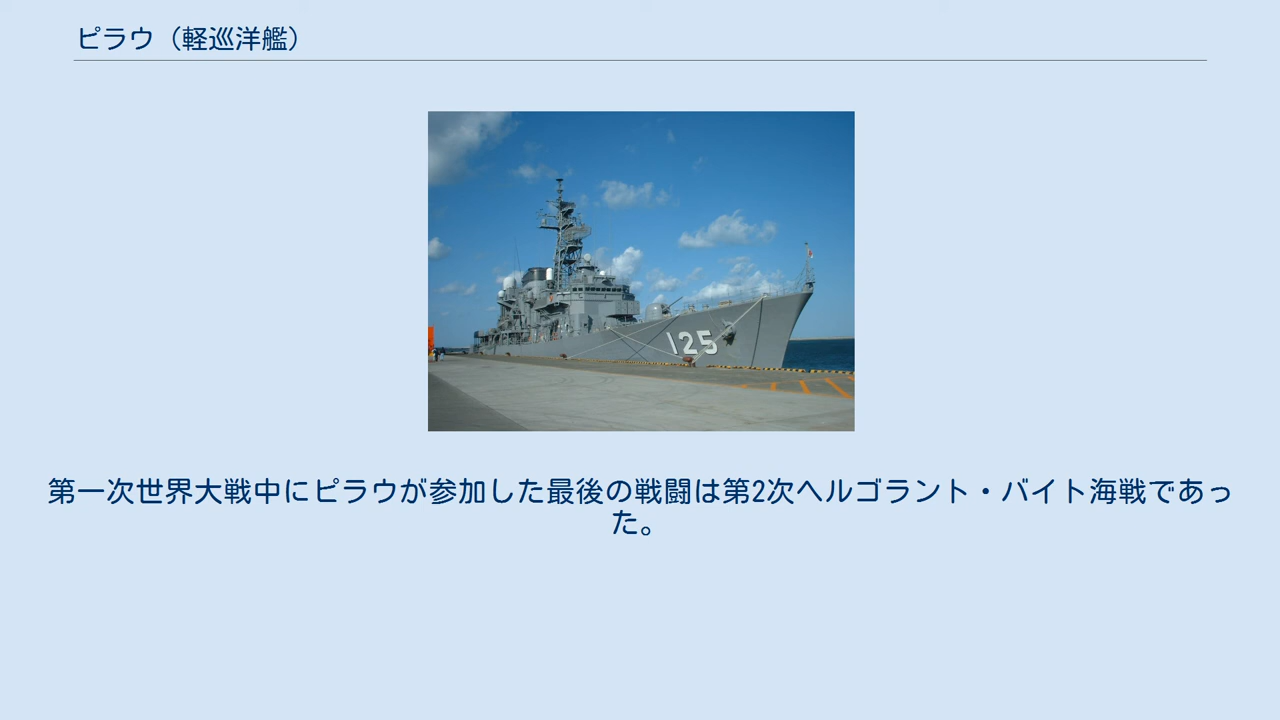 ピラウ（軽巡洋艦）
125
第一次世界大戦中にピラウが参加した最後の戦闘は第2次ヘルゴラント・バイト海戦であっ
た。